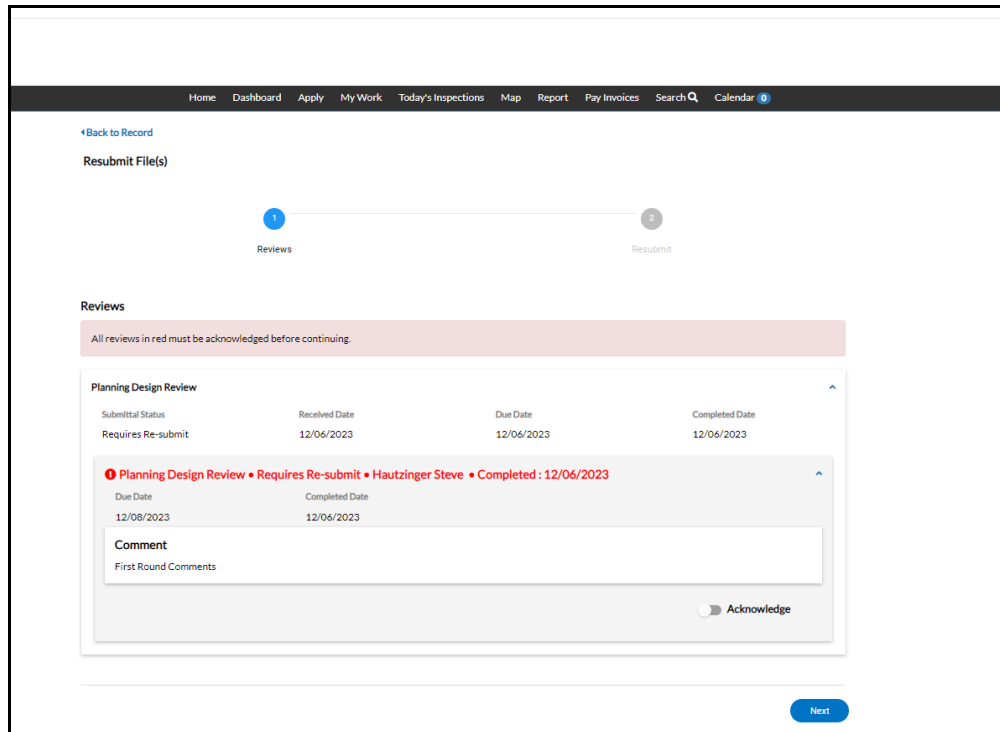 Home Dashboard Apply My Work Today's Inspections Map Report Pay Invoices Search Calendar 0
Back to Record
Resubmit File(s)
1 2
Reviews Resubmit
Reviews
All reviews in red must be acknowledged before continuing.
Planning Design Review
Submittal Status Received Date Due Date Completed Date
Requires Re-submit 12/06/2023 12/06/2023 12/06/2023
Planning Design Review • Requires Re-submit • Hautzinger Steve • Completed : 12/06/2023
Due Date Completed Date
12/08/2023 12/06/2023
Comment
First Round Comments
Acknowledge
Next